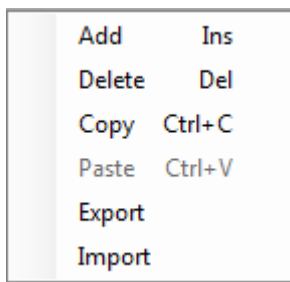 Add Ins
Delete Del
Copy Ctrl+C
Paste Ctrl+V
Export
Import